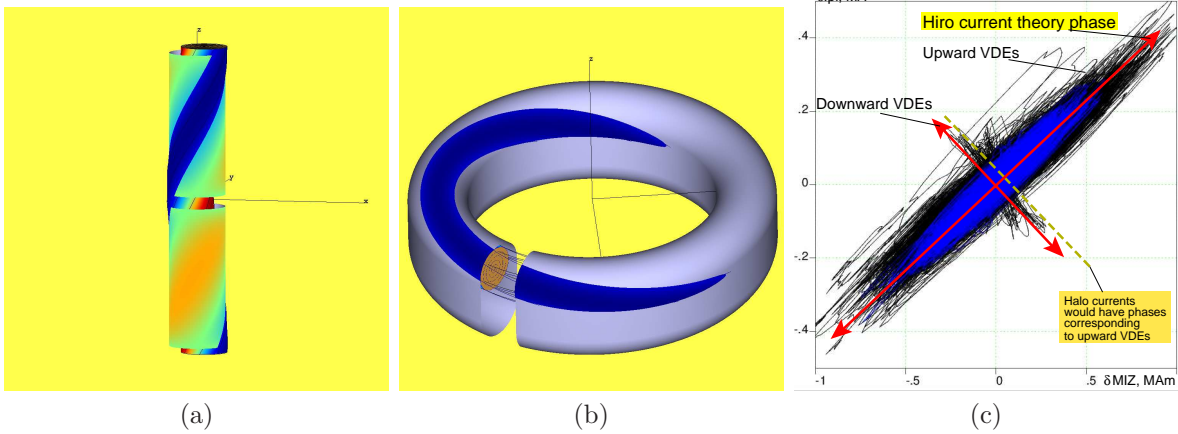 z
y
x
z
Hiro current theory phase
Upward VDEs
Downward VDEs
.4
.2
0
-.2
-.4
Halo currents
would have phases
corresponding
to upward VDEs
-1
-.5
0
.5
δMIZ, MAm
(a)
(b)
(c)